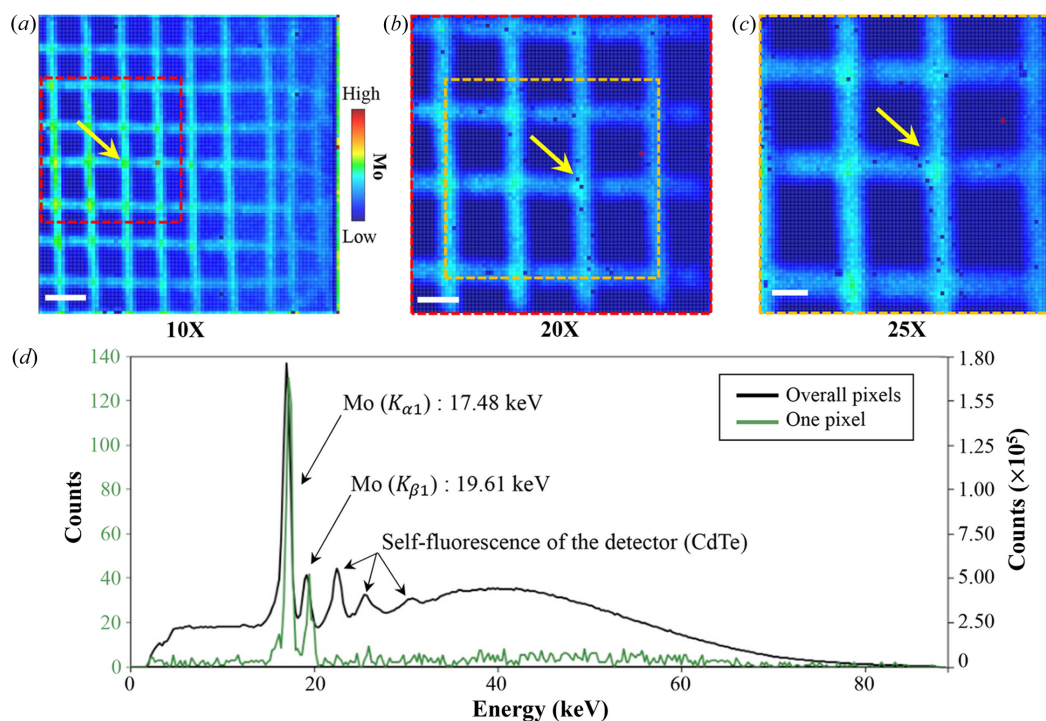 (a)
(b)
(c)
High
Mo
Low
10X
20X
25X
(d)
140
120
100
80
60
40
20
0
Counts
1.80
1.55
1.25
1.00
7.50
5.00
2.50
0
Counts (×10⁵)
Overall pixels
One pixel
Mo (Kα1) : 17.48 keV
Mo (Kβ1) : 19.61 keV
Self-fluorescence of the detector (CdTe)
0 20 40 60 80
Energy (keV)